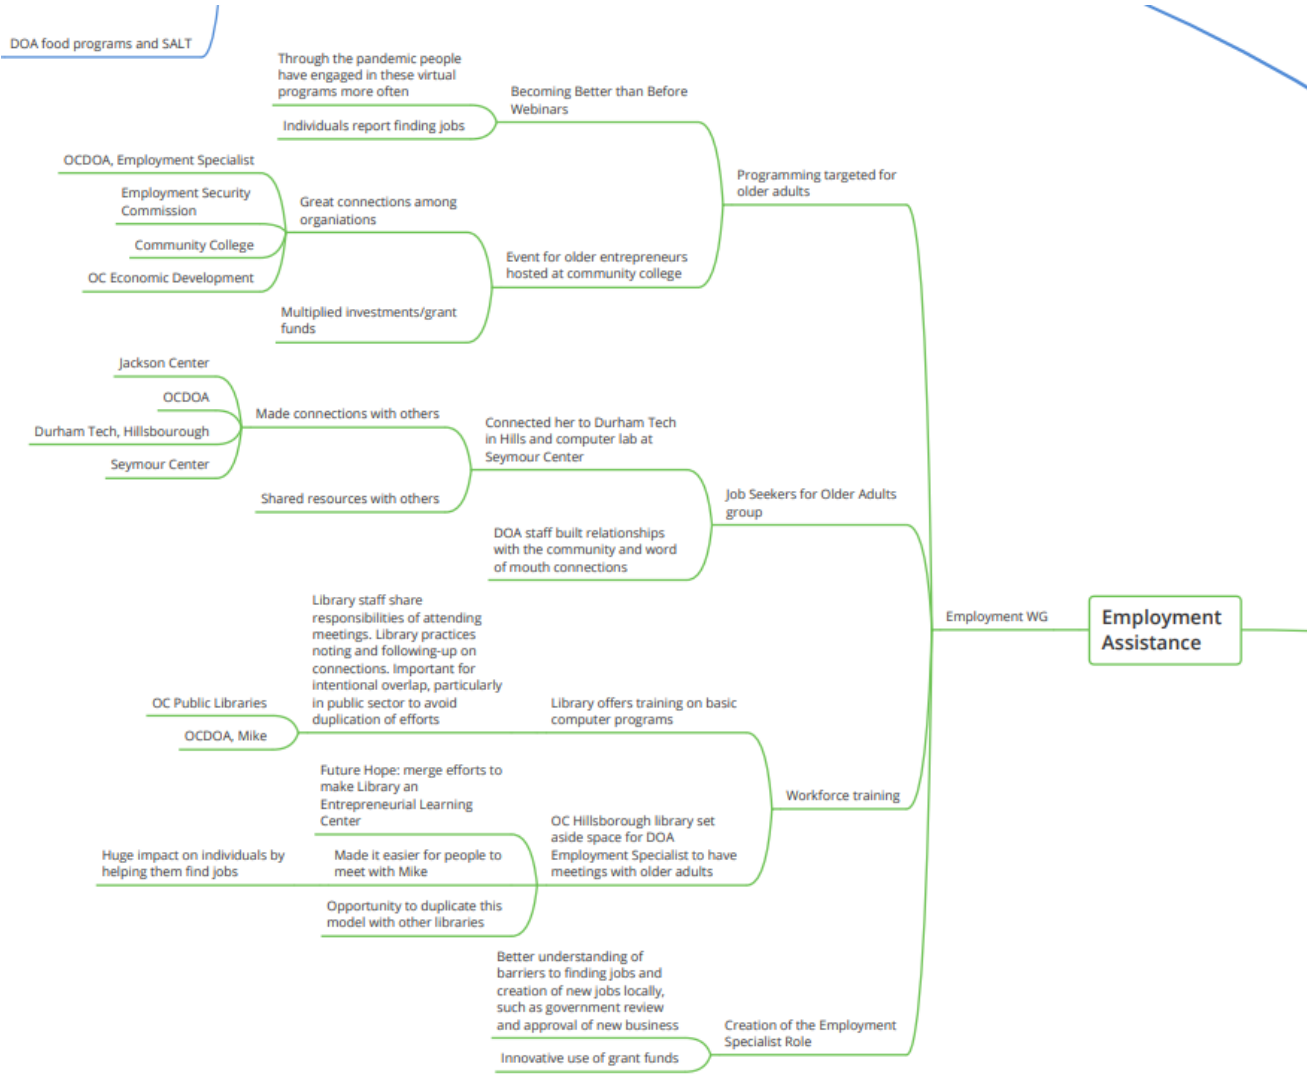 DOA food programs and SALT
Through the pandemic people
have engaged in these virtual
programs more often
Individuals report finding jobs
Becoming Better than Before
Webinars
OCDOA, Employment Specialist
Employment Security
Commission
Community College
OC Economic Development
Great connections among
organiations
Multiplied investments/grant
funds
Event for older entrepreneurs
hosted at community college
Programming targeted for
older adults
Jackson Center
OCDOA
Durham Tech, Hillsbourough
Seymour Center
Made connections with others
Shared resources with others
Connected her to Durham Tech
in Hills and computer lab at
Seymour Center
DOA staff built relationships
with the community and word
of mouth connections
Job Seekers for Older Adults
group
Library staff share
responsibilities of attending
meetings. Library practices
noting and following-up on
connections. Important for
intentional overlap, particularly
in public sector to avoid
duplication of efforts
OC Public Libraries
OCDOA, Mike
Library offers training on basic
computer programs
Future Hope: merge efforts to
make Library an
Entrepreneurial Learning
Center
Huge impact on individuals by
helping them find jobs
Made it easier for people to
meet with Mike
Opportunity to duplicate this
model with other libraries
OC Hillsborough library set
aside space for DOA
Employment Specialist to have
meetings with older adults
Workforce training
Better understanding of
barriers to finding jobs and
creation of new jobs locally,
such as government review
and approval of new business
Innovative use of grant funds
Creation of the Employment
Specialist Role
Employment WG
Employment
Assistance